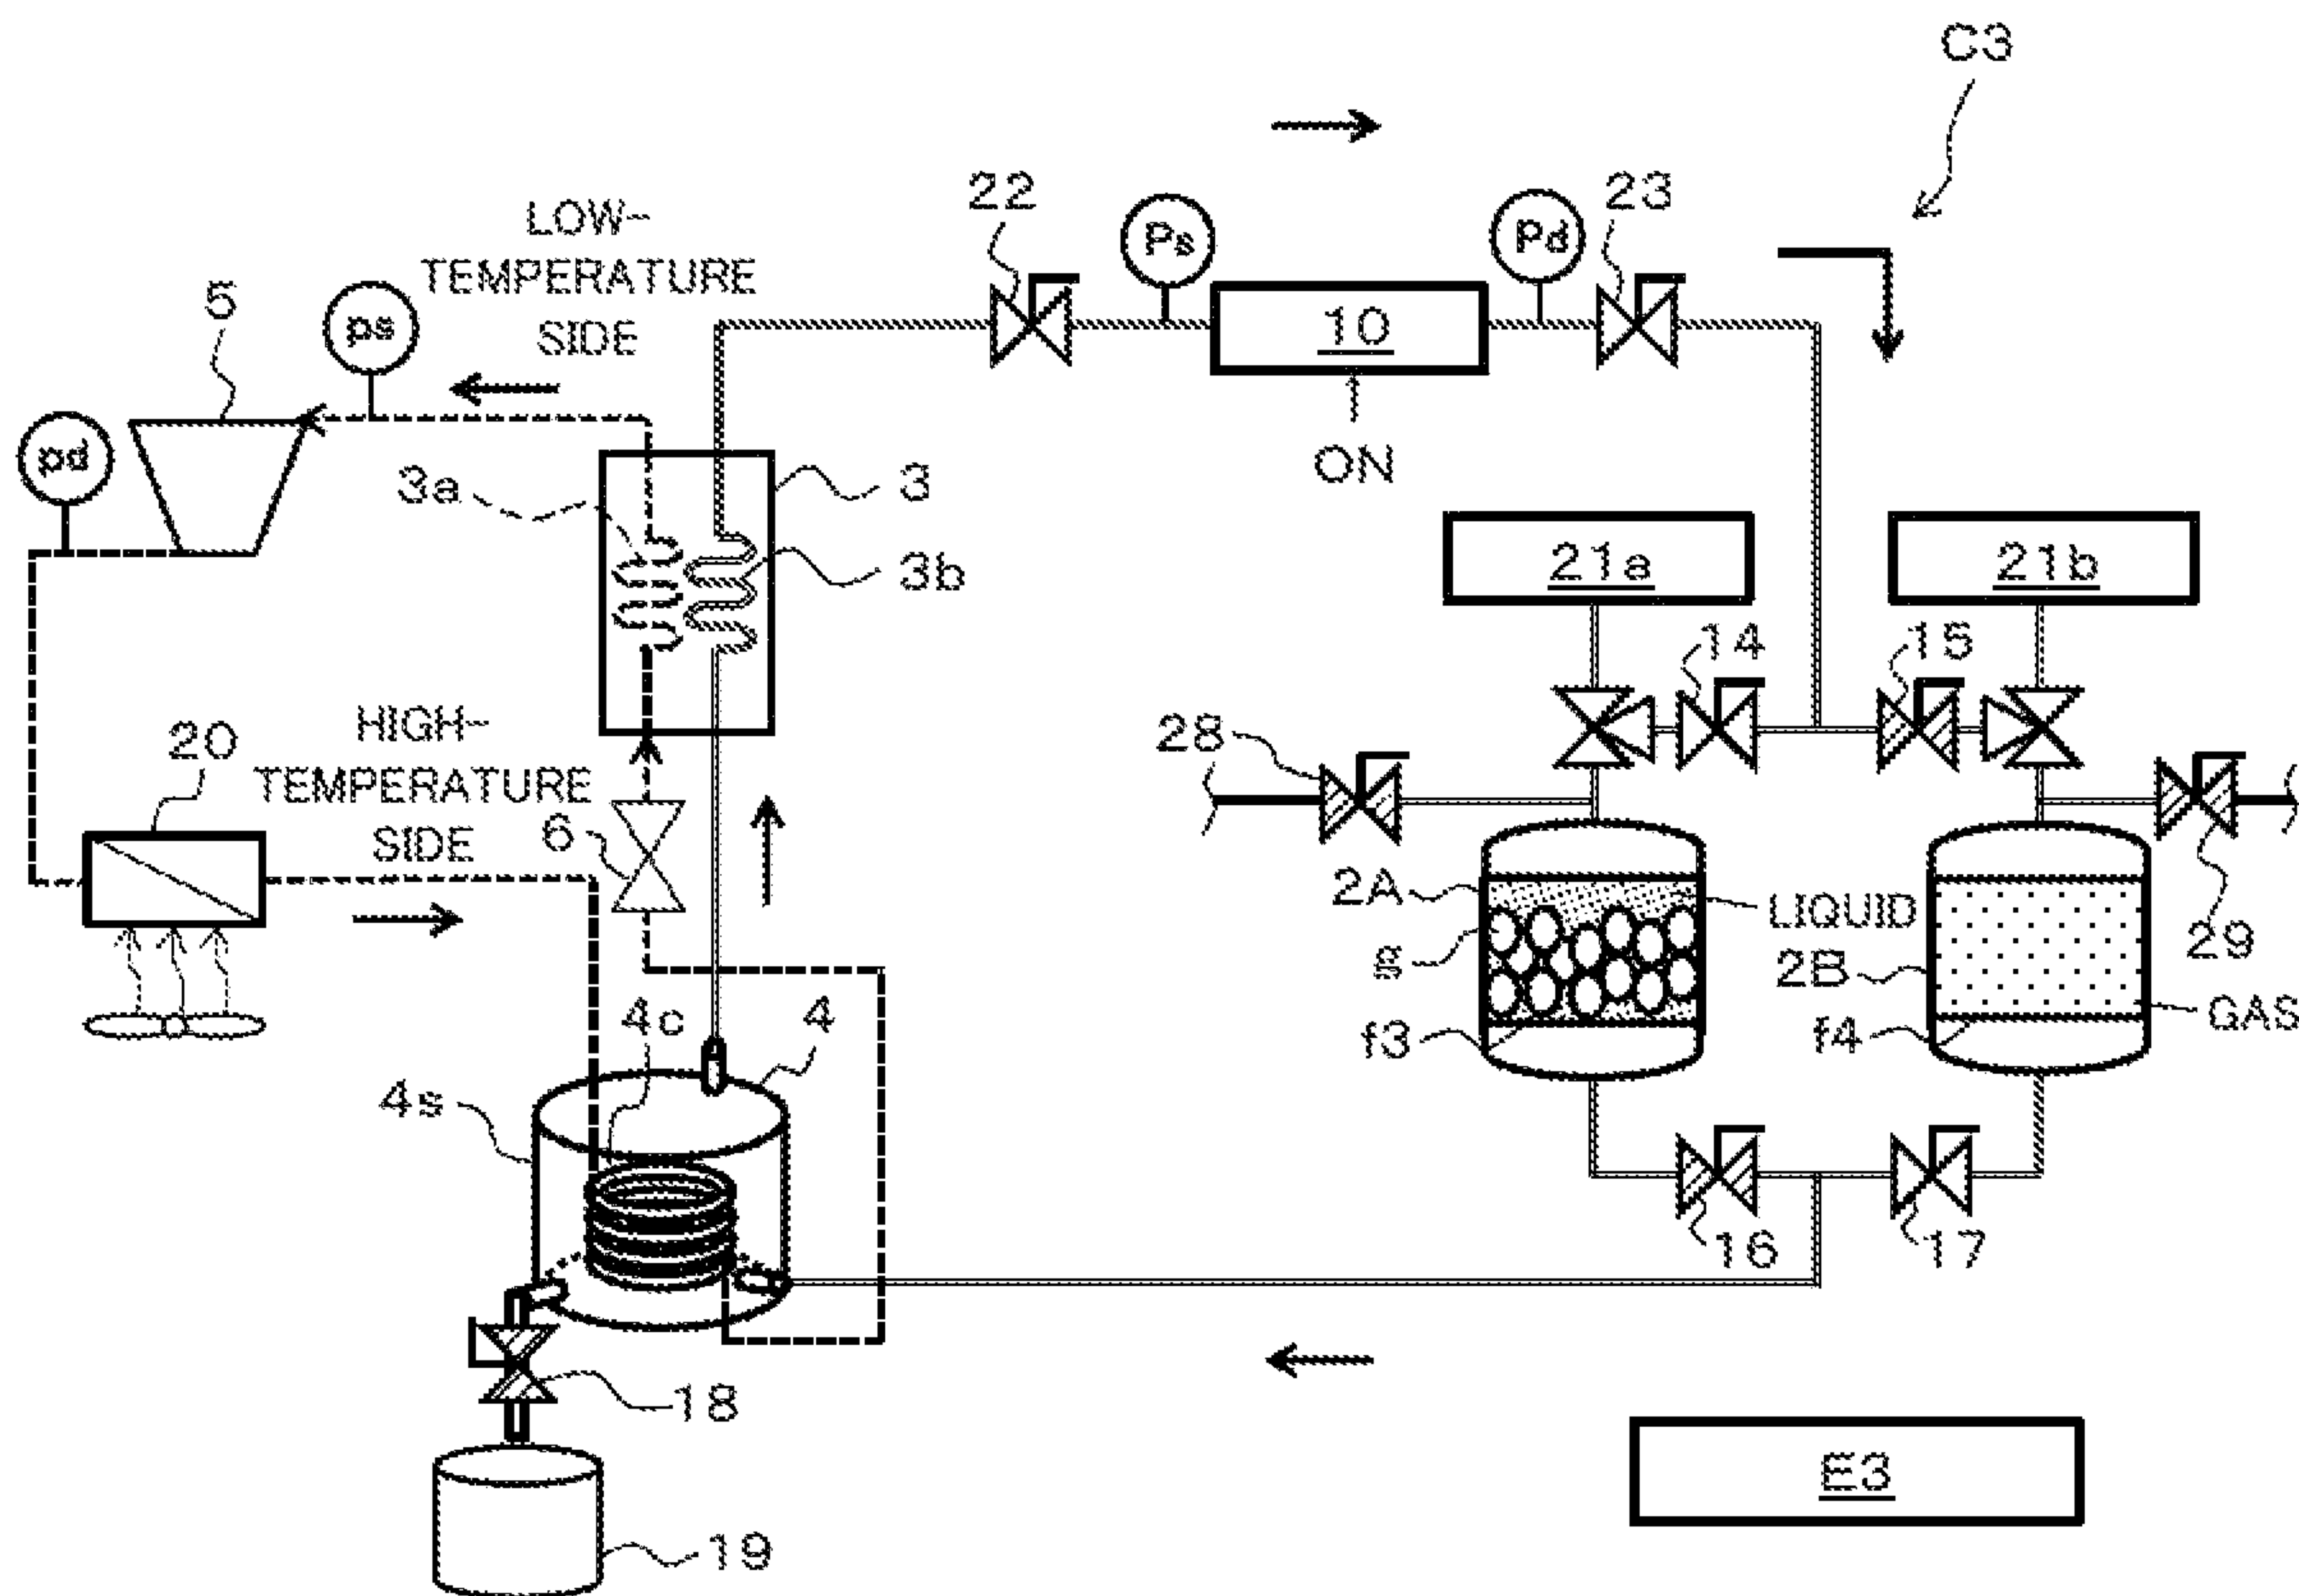 C3
22
Ps
Pd
23
LOW-
TEMPERATURE
SIDE
5
ps
10
pd
ON
3a
3
3b
21a
21b
14
15
28
20
HIGH-
TEMPERATURE
SIDE
6
2A
LIQUID
29
s
2B
GAS
4c
4
f3
f4
4s
16
17
18
E3
19